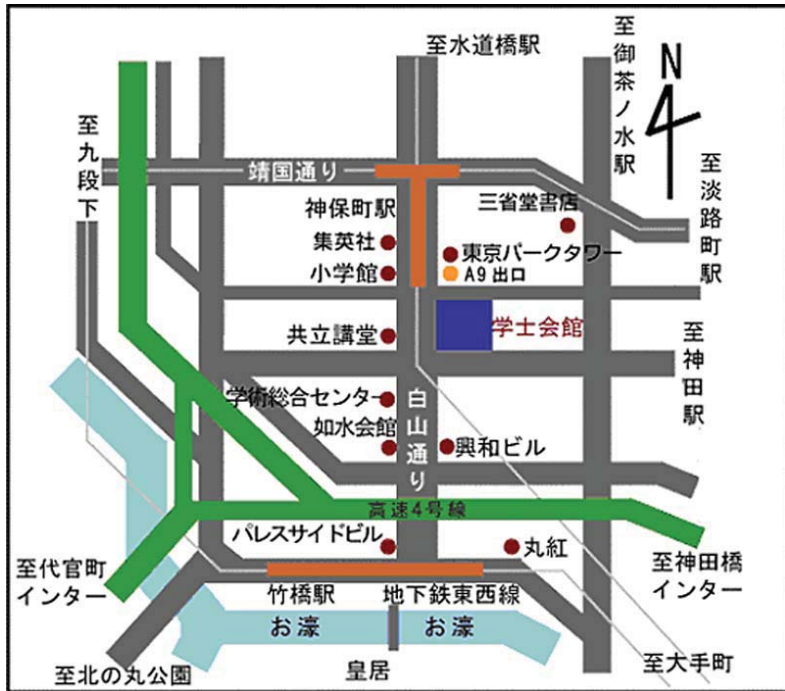 至水道橋駅
至御茶ノ水駅
N
至九段下
靖国通り
至淡路町駅
神保町駅
三省堂書店
集英社
東京パークタワー
小学館
A9出口
共立講堂
学士会館
至神田駅
学術総合センター
白山通り
如水会館
興和ビル
高速4号線
パレスサイドビル
丸紅
至代官町
インター
至神田橋
インター
竹橋駅
地下鉄東西線
お濠
お濠
至北の丸公園
皇居
至大手町